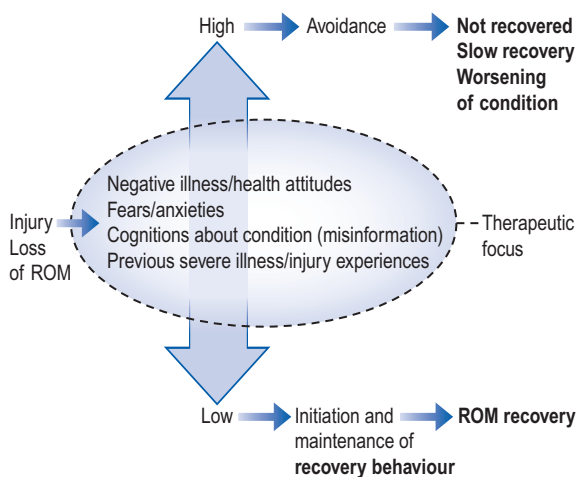 High
Avoidance
Not recovered
Slow recovery
Worsening
of condition
Negative illness/health attitudes
Fears/anxieties
Cognitions about condition (misinformation)
Previous severe illness/injury experiences
Injury
Loss
of ROM
Therapeutic
focus
Low
Initiation and
maintenance of
recovery behaviour
ROM recovery